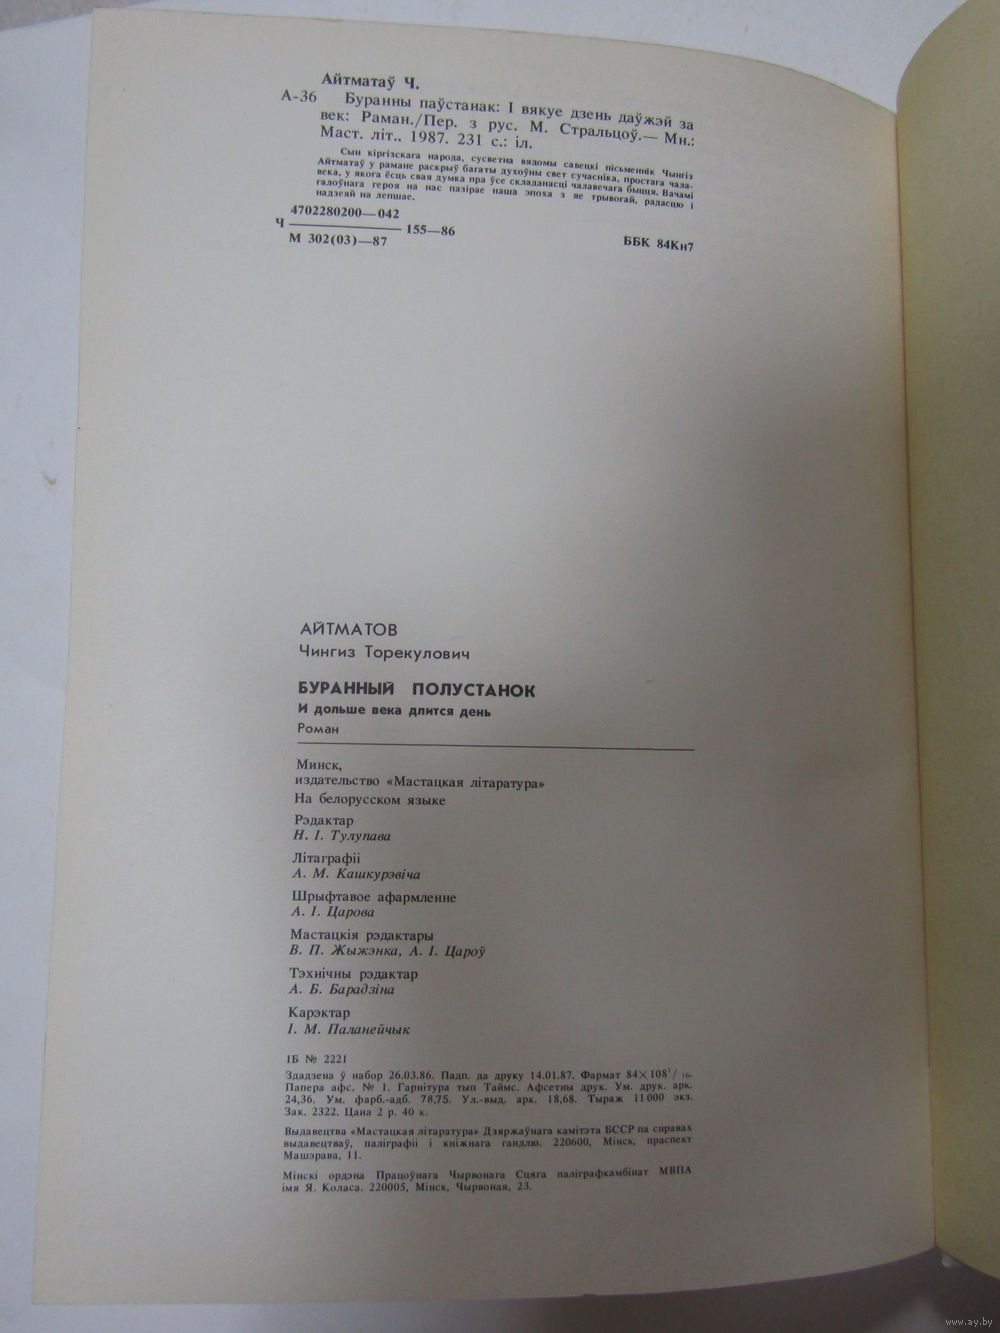 Айтматаў Ч.
А-36 Буранны паўстанак: І вякуе дзень даўжэй за
век: Раман./Пер. з рус. М. Стральцоў.— Мн.:
Маст. літ., 1987. 231 с.: іл.
Сын кіргізскага народа, сусветна вядомы савецкі пісьменнік Чынгіз
Айтматаў у рамане раскрыў багаты духоўны свет сучасніка, простага чала-
века, у якога ёсць свая думка пра ўсе складанасці чалавечага быцця. Вачамі
галоўнага героя на нас пазірае наша эпоха з яе трывогай, радасцю і
надзеяй на лепшае.
4702280200—042
Ч 155—86
М 302(03)—87
ББК 84Кн7
АЙТМАТОВ
Чингиз Торекулович
БУРАННЫЙ ПОЛУСТАНОК
И дольше века длится день
Роман
Минск,
издательство «Мастацкая літаратура»
На белорусском языке
Рэдактар
Н. І. Тулупава
Літаграфіі
А. М. Кашкурэвіча
Шрыфтавое афармленне
А. І. Царова
Мастацкія рэдактары
В. П. Жыжэнка, А. І. Цароў
Тэхнічны рэдактар
А. Б. Барадзіна
Карэктар
І. М. Паланейчык
ІБ № 2221
Здадзена ў набор 26.03.86. Падп. да друку 14.01.87. Фармат 84×108¹/₁₆.
Папера афс. № 1. Гарнітура тып Таймс. Афсетны друк. Ум. друк. арк.
24,36. Ум. фарб.-адб. 78,75. Ул.-выд. арк. 18,68. Тыраж 11 000 экз.
Зак. 2322. Цана 2 р. 40 к.
Выдавецтва «Мастацкая літаратура» Дзяржаўнага камітэта БССР па справах
выдавецтваў, паліграфіі і кніжнага гандлю. 220600, Мінск, праспект
Машэрава, 11.
Мінскі ордэна Працоўнага Чырвонага Сцяга паліграфкамбінат МВПА
імя Я. Коласа. 220005, Мінск, Чырвоная, 23.
www.ay.by